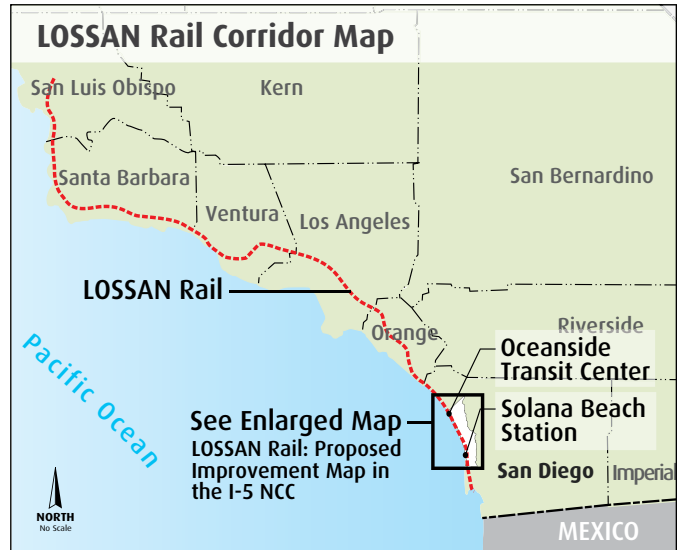 LOSSAN Rail Corridor Map
San Luis Obispo
Kern
Santa Barbara
San Bernardino
Ventura
Los Angeles
LOSSAN Rail
Orange
Riverside
Pacific Ocean
Oceanside
Transit Center
See Enlarged Map
LOSSAN Rail: Proposed
Improvement Map in
the I-5 NCC
Solana Beach
Station
San Diego
Imperial
NORTH
No Scale
MEXICO